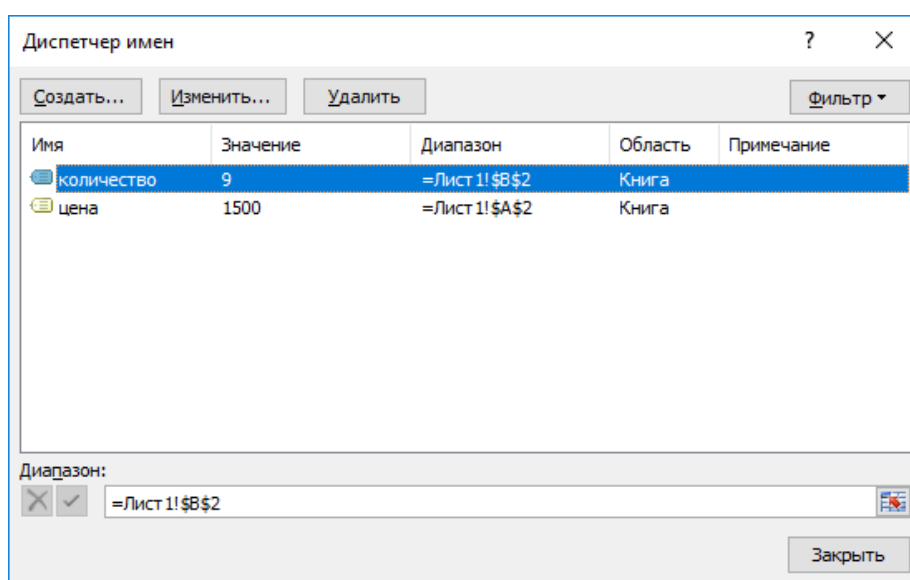 Диспетчер имен ?
Создать... Изменить... Удалить Фильтр
Имя Значение Диапазон Область Примечание
количество 9 =Лист1!$B$2 Книга
цена 1500 =Лист1!$A$2 Книга
Диапазон:
=Лист1!$B$2
Закрыть